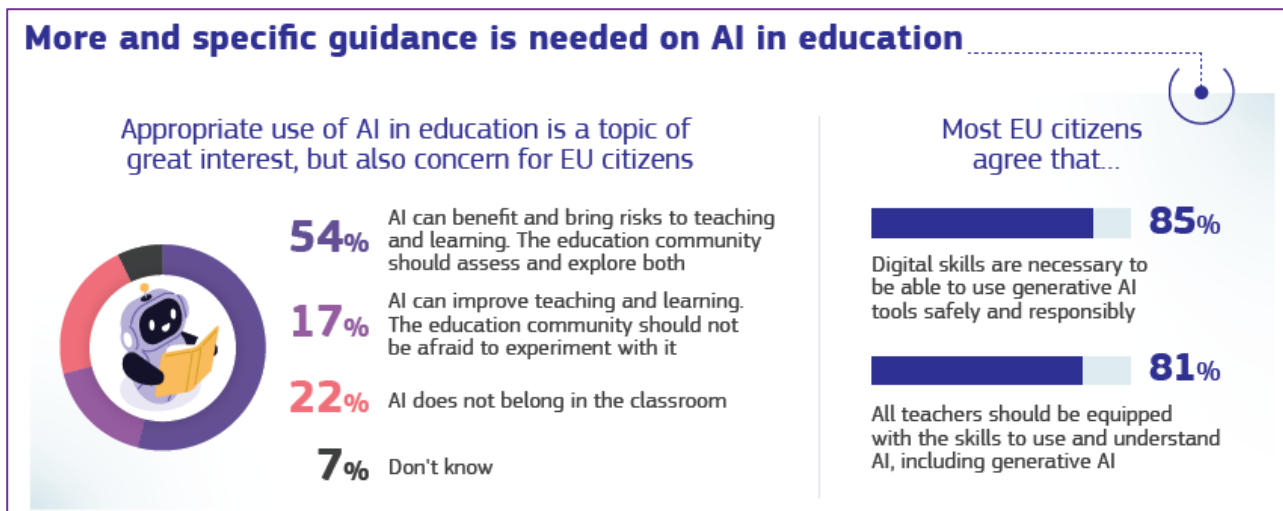 More and specific guidance is needed on AI in education
Appropriate use of AI in education is a topic of
great interest, but also concern for EU citizens
54%
AI can benefit and bring risks to teaching
and learning. The education community
should assess and explore both
17%
AI can improve teaching and learning.
The education community should not
be afraid to experiment with it
22%
AI does not belong in the classroom
7%
Don't know
Most EU citizens
agree that...
85%
Digital skills are necessary to
be able to use generative AI
tools safely and responsibly
81%
All teachers should be equipped
with the skills to use and understand
AI, including generative AI